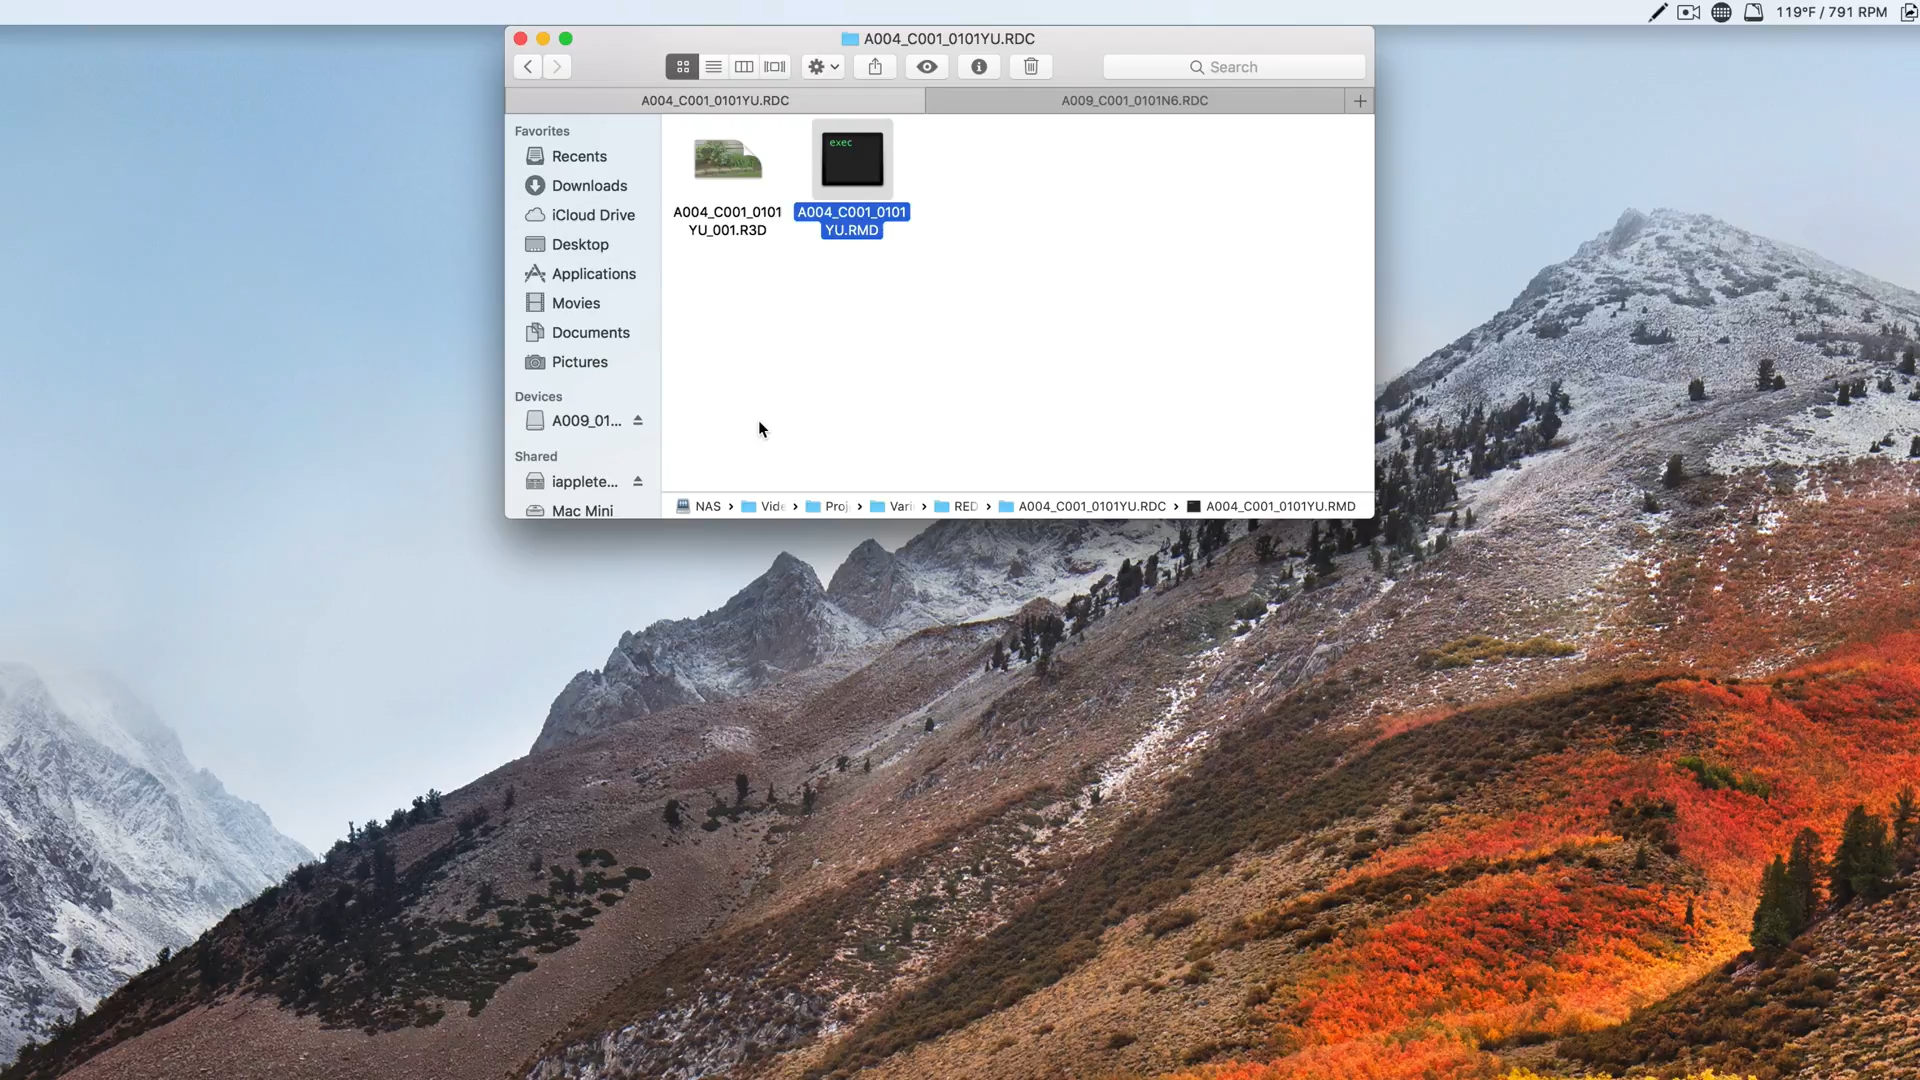 119°F / 791 RPM
A004_C001_0101YU.RDC
Search
A004_C001_0101YU.RDC
A009_C001_0101N6.RDC
Favorites
Recents
Downloads
iCloud Drive
Desktop
Applications
Movies
Documents
Pictures
Devices
A009_01...
Shared
iapplete...
Mac Mini
exec
A004_C001_0101
YU_001.R3D
A004_C001_0101
YU.RMD
NAS › Vide › Proj › Vari › RED › A004_C001_0101YU.RDC › A004_C001_0101YU.RMD